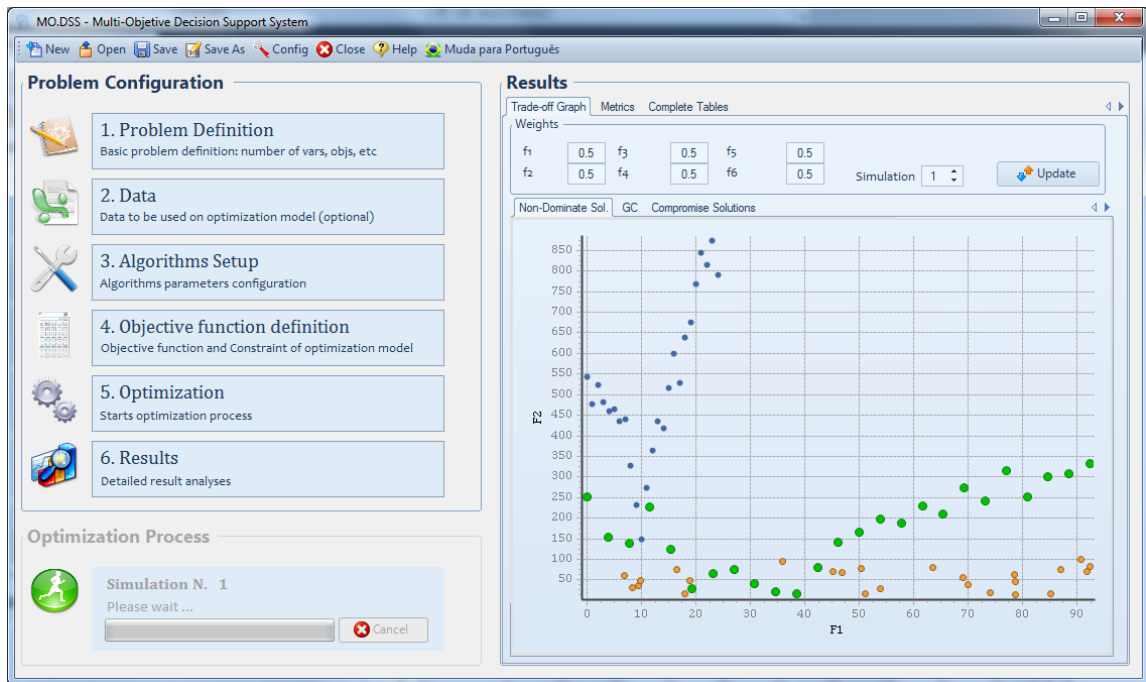 MO.DSS - Multi-Objetive Decision Support System
New Open Save Save As Config Close Help Muda para Português
Problem Configuration
1. Problem Definition
Basic problem definition: number of vars, objs, etc
2. Data
Data to be used on optimization model (optional)
3. Algorithms Setup
Algorithms parameters configuration
4. Objective function definition
Objective function and Constraint of optimization model
5. Optimization
Starts optimization process
6. Results
Detailed result analyses
Optimization Process
Simulation N. 1
Please wait ...
Cancel
Results
Trade-off Graph Metrics Complete Tables
Weights
f1 0.5 f3 0.5 f5 0.5
f2 0.5 f4 0.5 f6 0.5
Simulation 1 Update
Non-Dominate Sol. GC Compromise Solutions
850
800
750
700
650
600
550
500
450
400
350
300
250
200
150
100
50
F2
0 10 20 30 40 50 60 70 80 90
F1